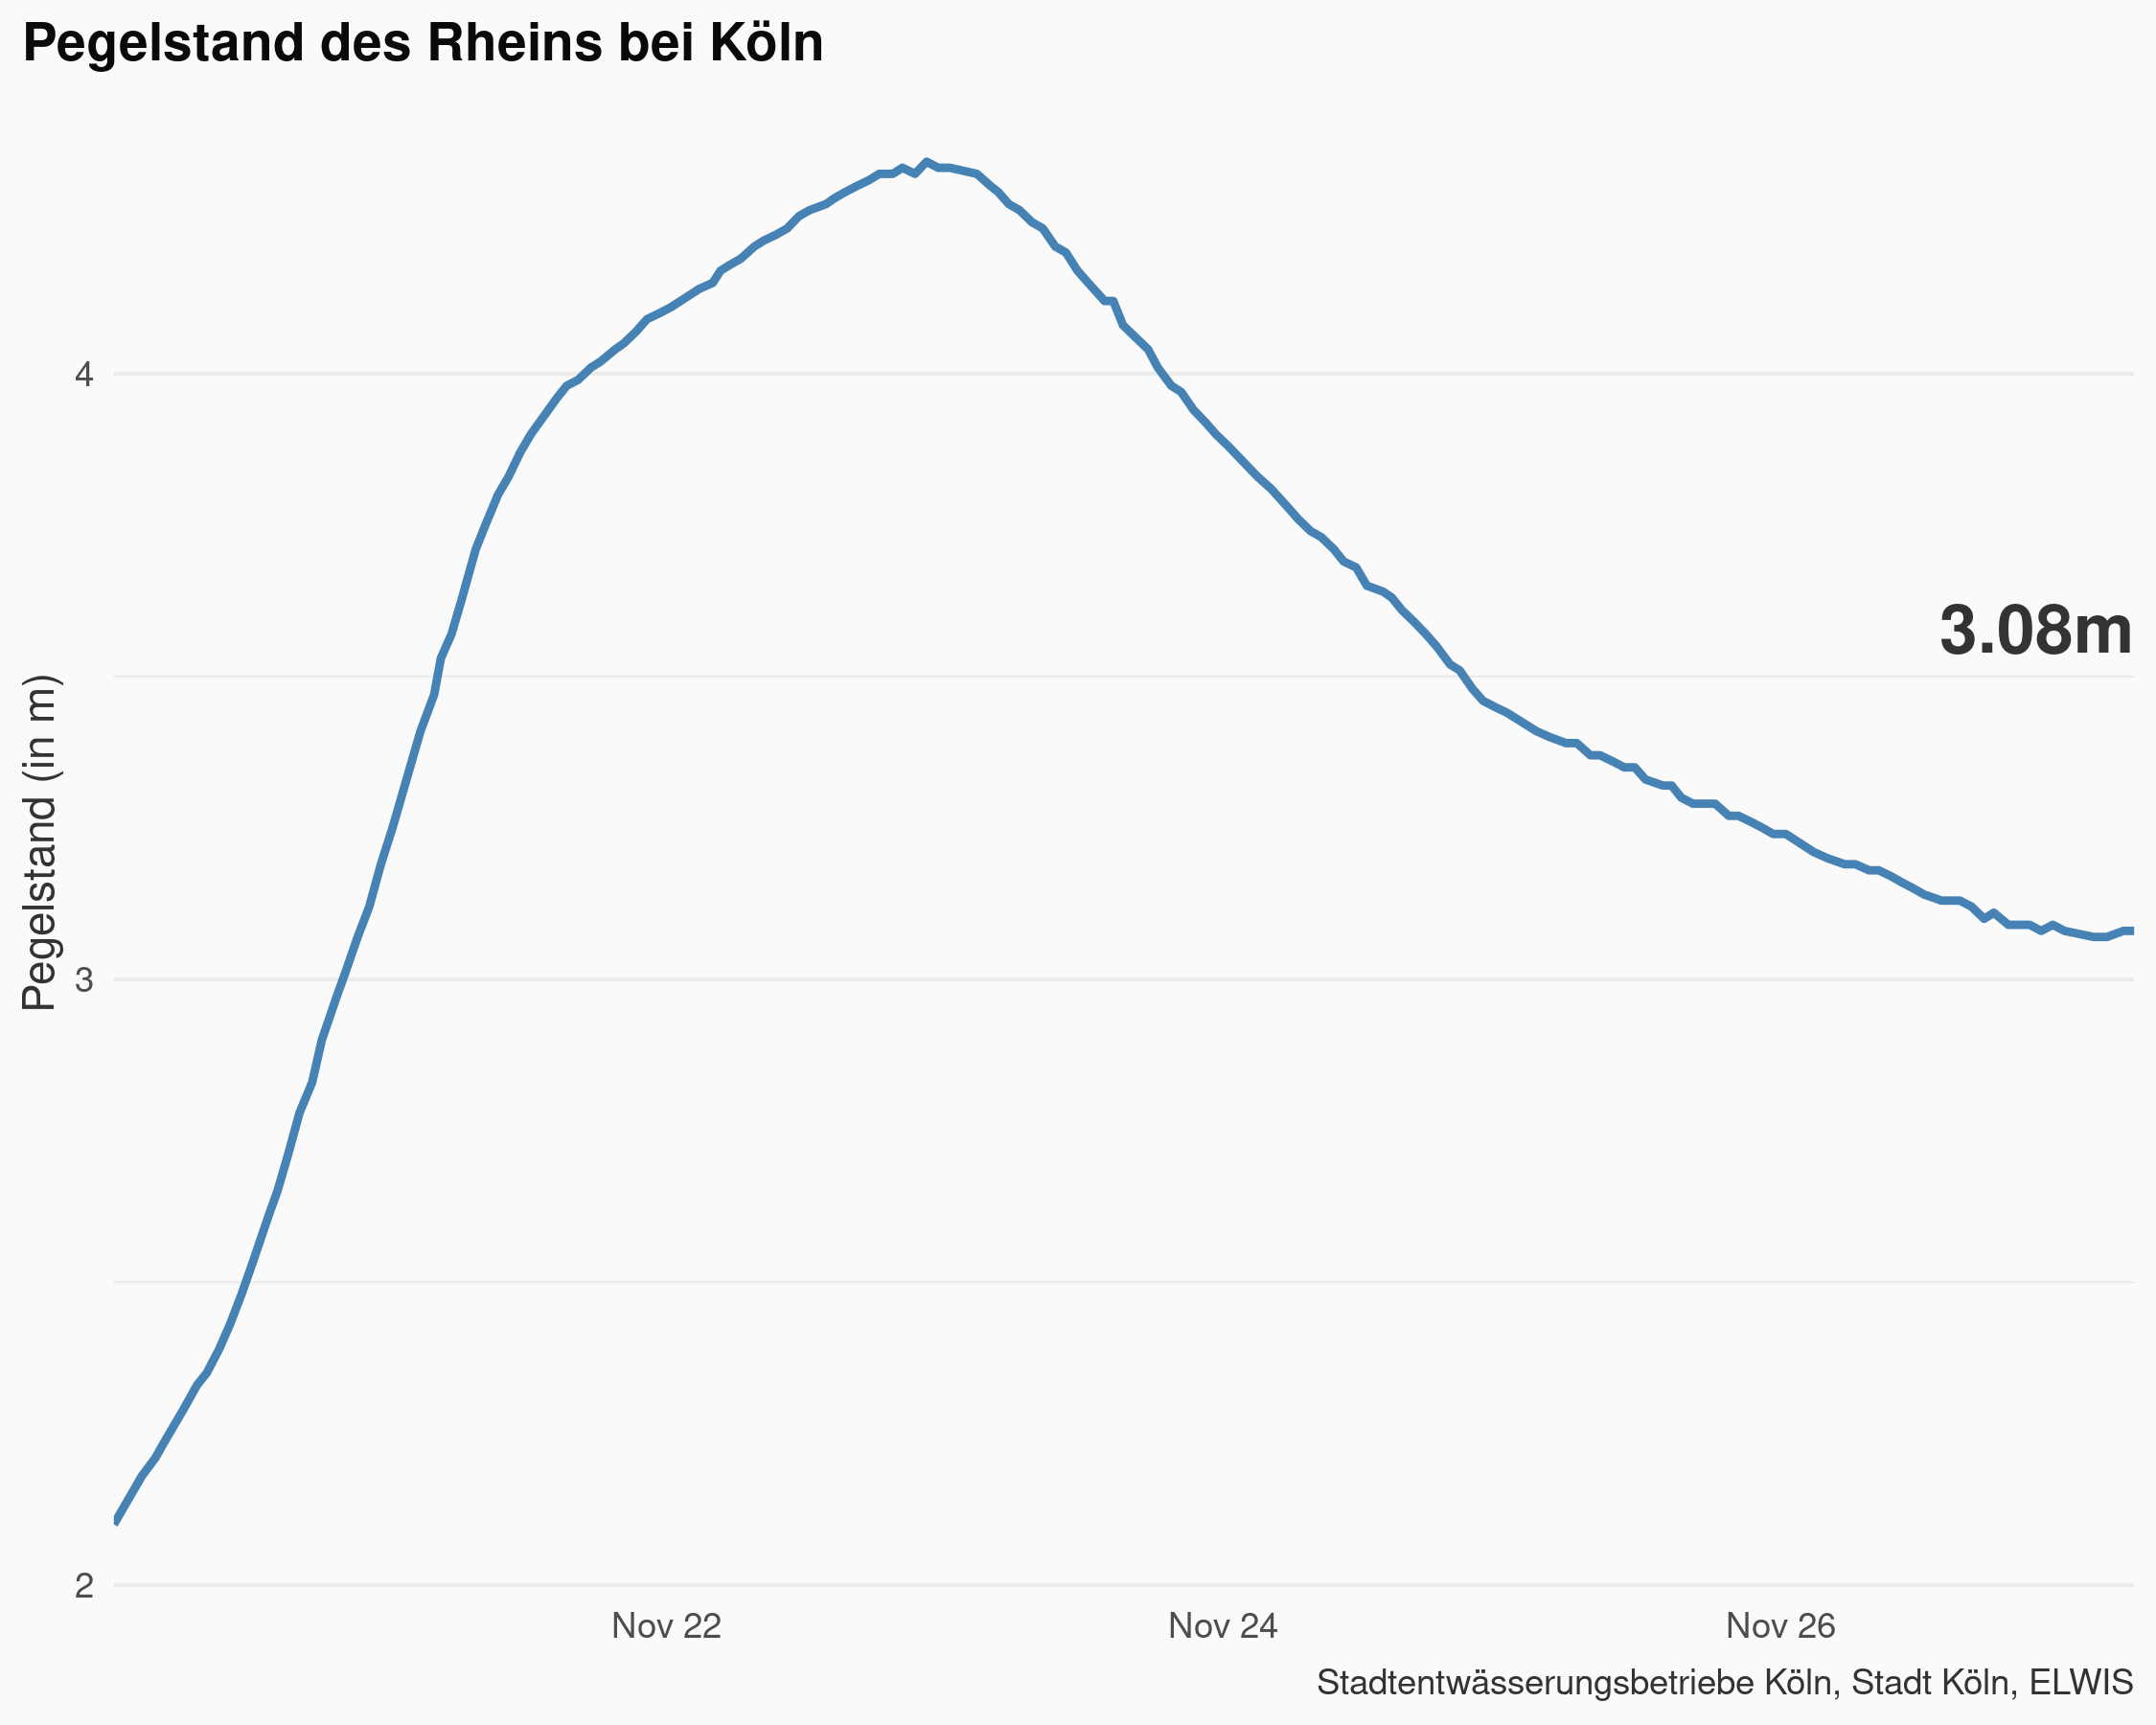 Pegelstand des Rheins bei Köln
Pegelstand (in m)
4
3
2
3.08m
Nov 22
Nov 24
Nov 26
Stadtentwässerungsbetriebe Köln, Stadt Köln, ELWIS